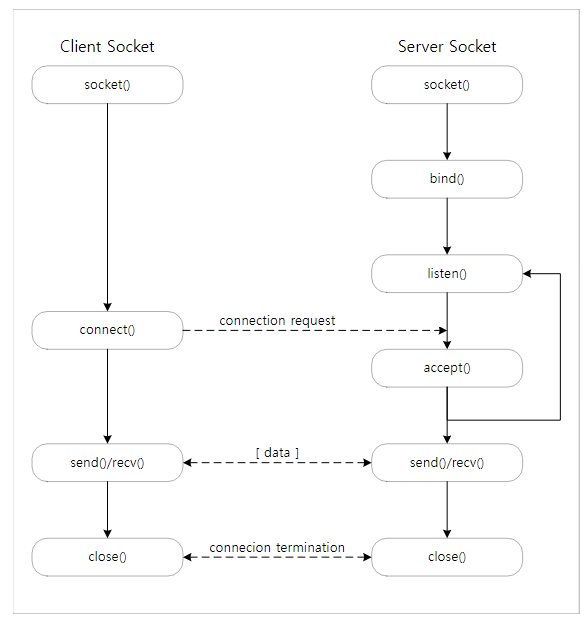 Client Socket
Server Socket
socket()
socket()
bind()
listen()
connect()
connection request
accept()
send()/recv()
[ data ]
send()/recv()
close()
connecion termination
close()